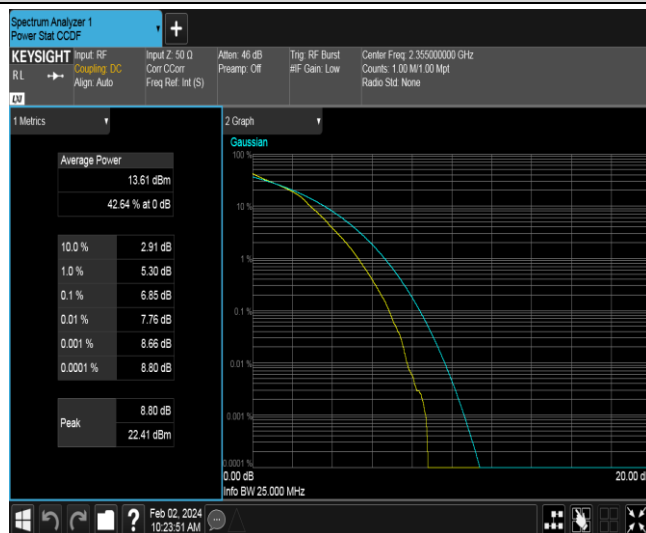 Spectrum Analyzer 1
Power Stat CCDF
+
KEYSIGHT
RL
LXI
Input: RF
Coupling: DC
Align: Auto
Input Z: 50 Ω
Corr CCorr
Freq Ref: Int (S)
Atten: 46 dB
Preamp: Off
Trig: RF Burst
#IF Gain: Low
Center Freq: 2.355000000 GHz
Counts: 1.00 M/1.00 Mpt
Radio Std: None
1 Metrics
Average Power
13.61 dBm
42.64 % at 0 dB
10.0 % 2.91 dB
1.0 % 5.30 dB
0.1 % 6.85 dB
0.01 % 7.76 dB
0.001 % 8.66 dB
0.0001 % 8.80 dB
Peak
8.80 dB
22.41 dBm
2 Graph
Gaussian
100 %
10 %
1 %
0.1 %
0.01 %
0.001 %
0.0001 %
0.00 dB
20.00 d
Info BW 25.000 MHz
?
Feb 02, 2024
10:23:51 AM